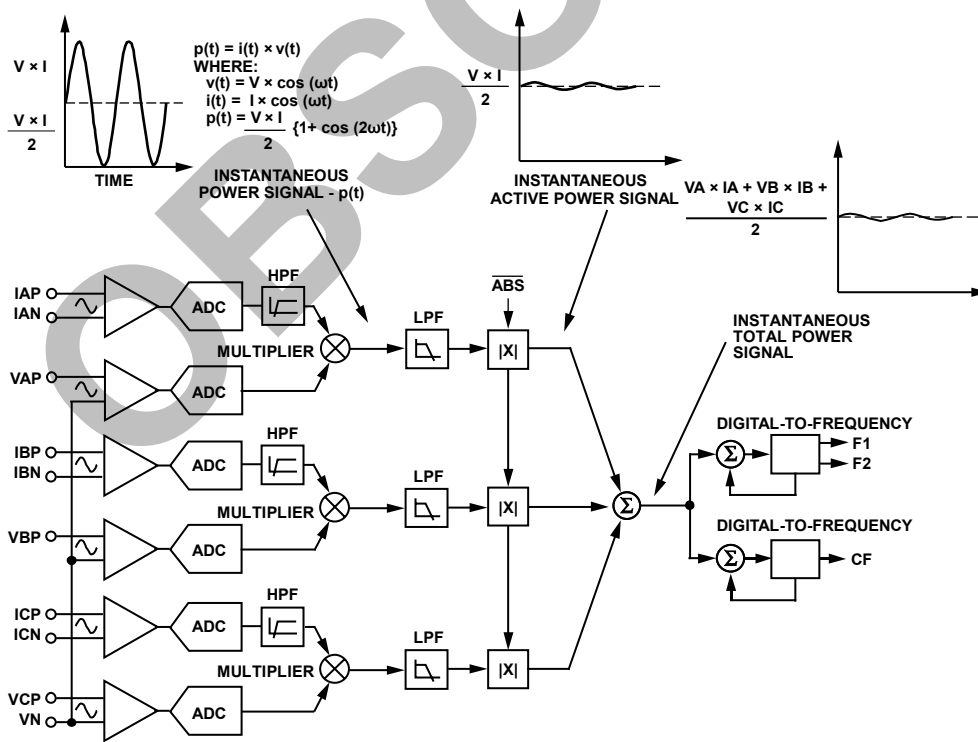 OBSO
V × I
V × I
2
TIME
p(t) = i(t) × v(t)
WHERE:
v(t) = V × cos (ωt)
i(t) = I × cos (ωt)
p(t) = V × I
2
{1+ cos (2ωt)}
INSTANTANEOUS
POWER SIGNAL - p(t)
V × I
2
INSTANTANEOUS
ACTIVE POWER SIGNAL
VA × IA + VB × IB +
VC × IC
2
INSTANTANEOUS
TOTAL POWER
SIGNAL
IAP
IAN
ADC
HPF
MULTIPLIER
LPF
ABS
|X|
VAP
ADC
IBP
IBN
ADC
HPF
MULTIPLIER
LPF
|X|
VBP
ADC
ICP
ICN
ADC
HPF
MULTIPLIER
LPF
|X|
VCP
VN
ADC
Σ
DIGITAL-TO-FREQUENCY
Σ
F1
F2
DIGITAL-TO-FREQUENCY
Σ
CF